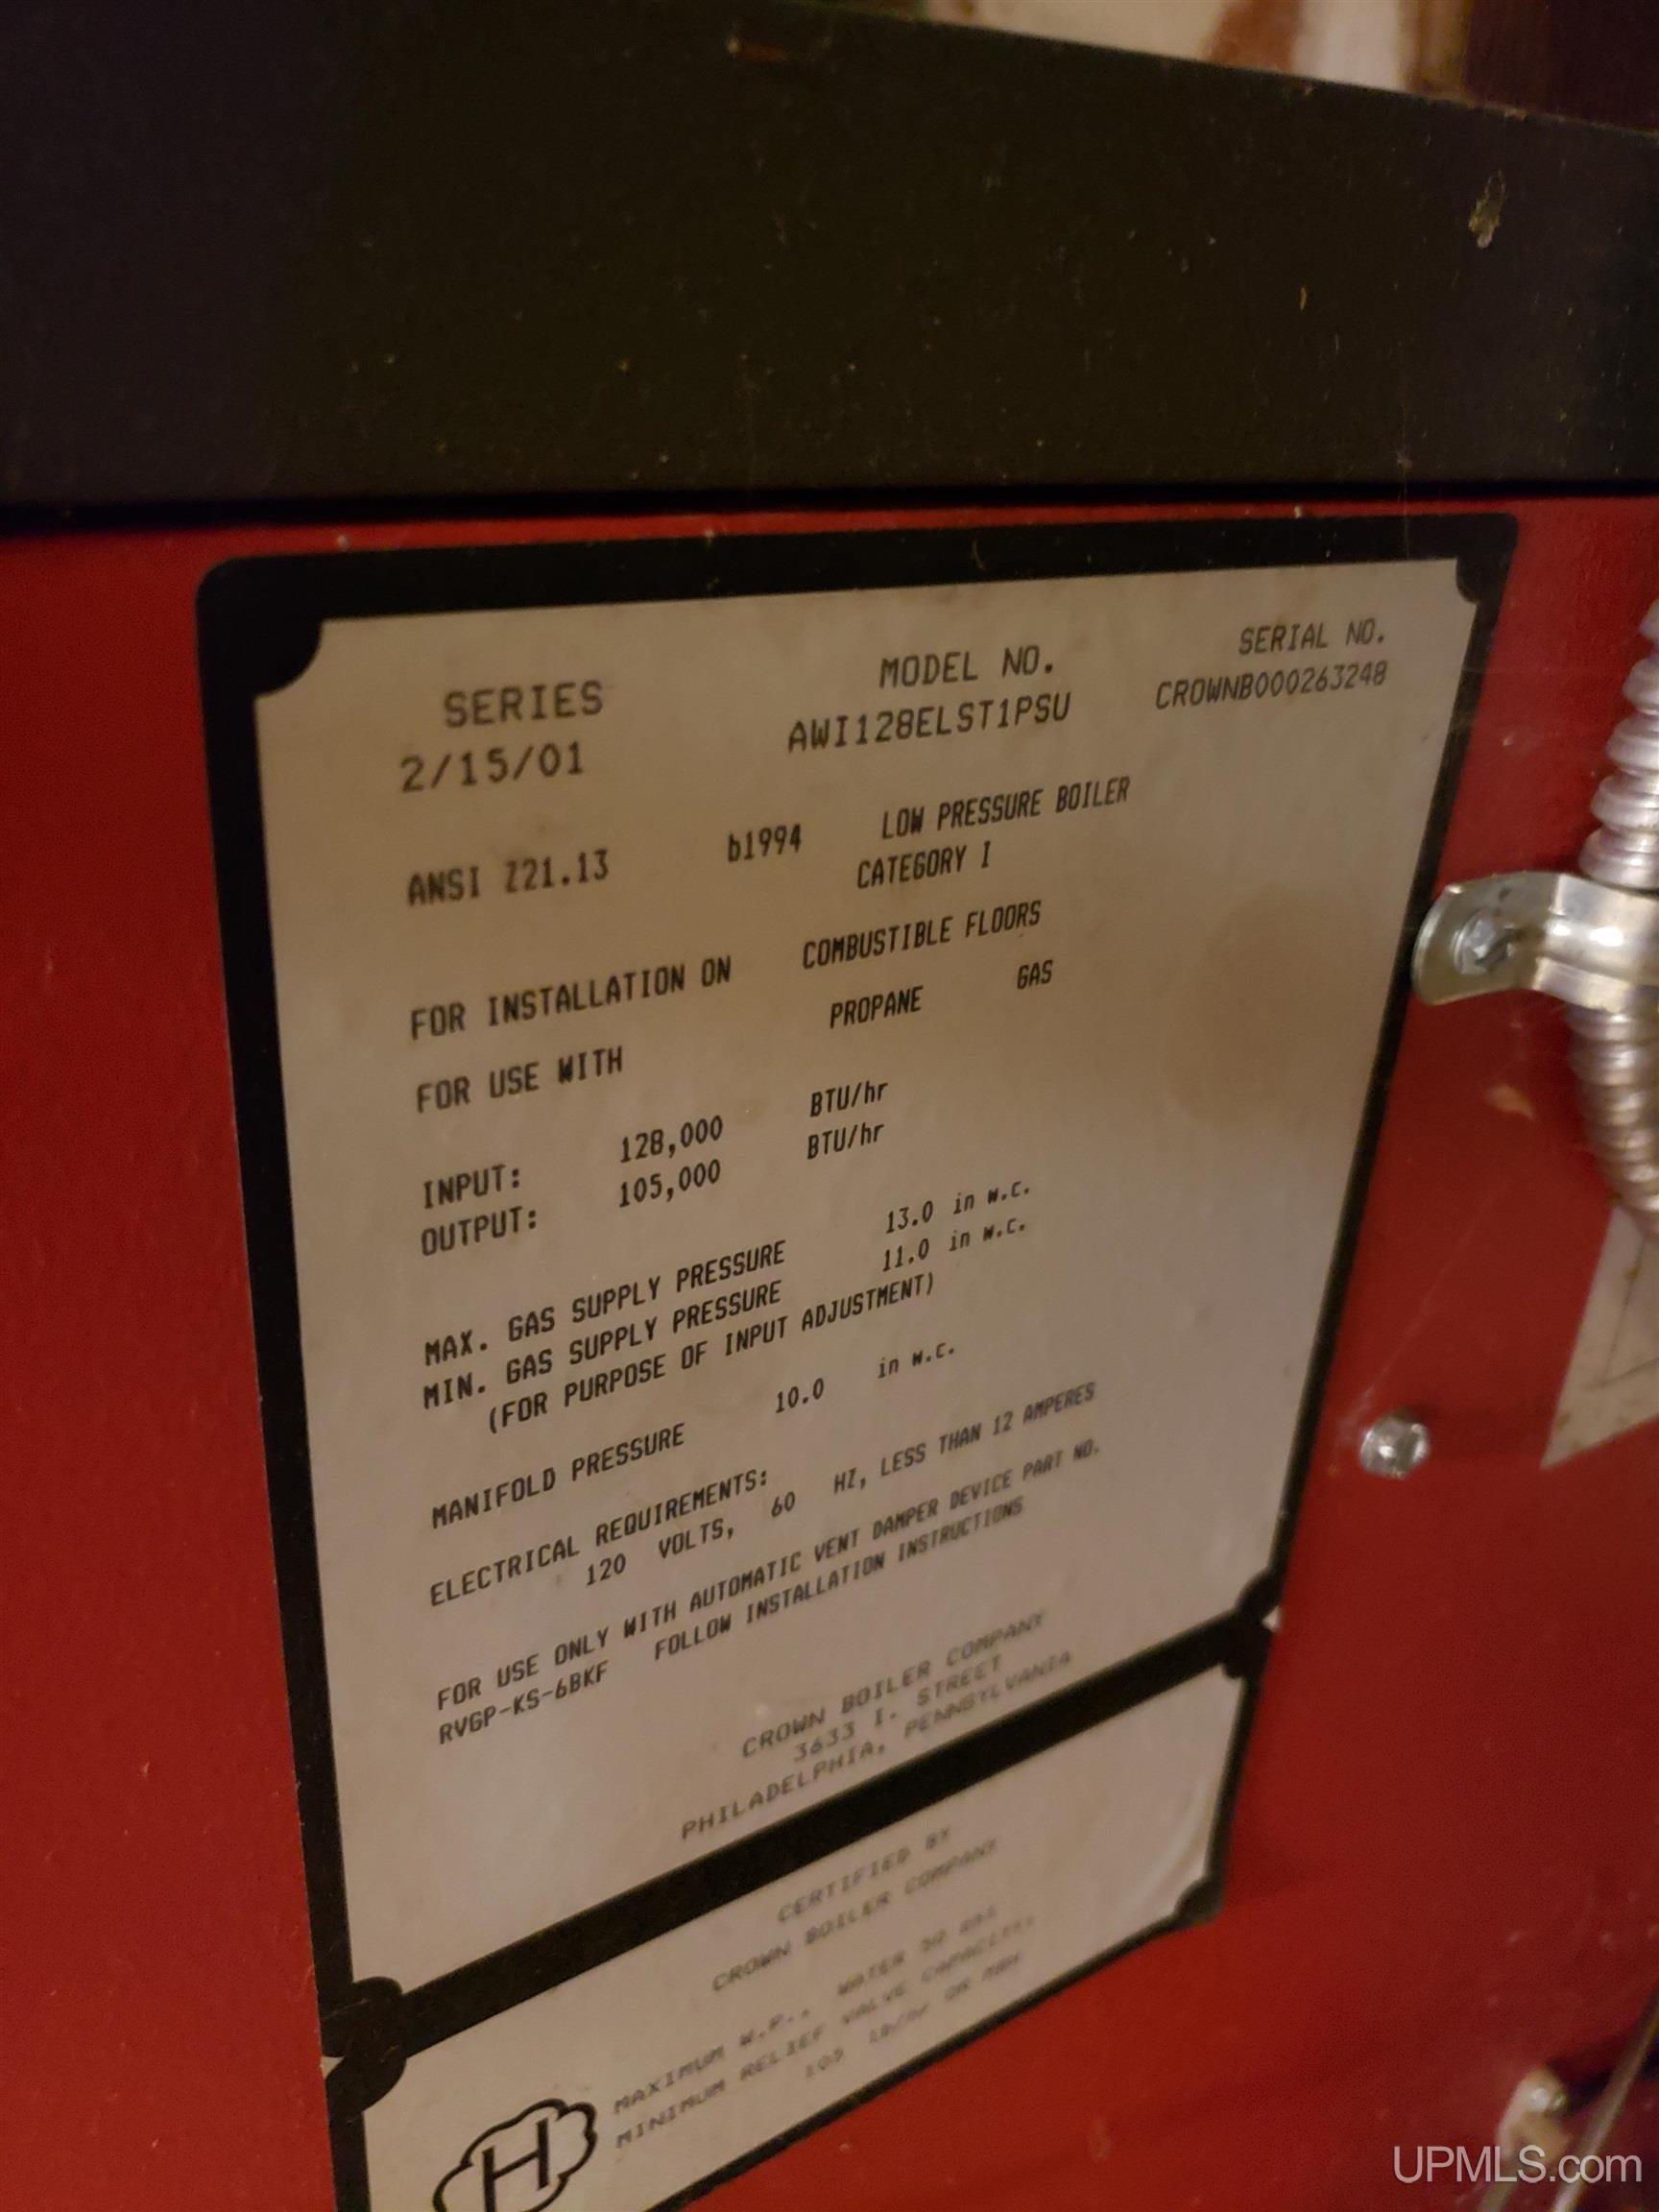 SERIES MODEL NO. SERIAL NO.
2/15/01 AWI128ELST1PSU CROWNB000263248
ANSI Z21.13 b1994 LOW PRESSURE BOILER
CATEGORY I
FOR INSTALLATION ON COMBUSTIBLE FLOORS
FOR USE WITH PROPANE GAS
INPUT: 128,000 BTU/hr
OUTPUT: 105,000 BTU/hr
MAX. GAS SUPPLY PRESSURE 13.0 in w.c.
MIN. GAS SUPPLY PRESSURE 11.0 in w.c.
(FOR PURPOSE OF INPUT ADJUSTMENT)
MANIFOLD PRESSURE 10.0 in w.c.
ELECTRICAL REQUIREMENTS:
120 VOLTS, 60 HZ, LESS THAN 12 AMPERES
FOR USE ONLY WITH AUTOMATIC VENT DAMPER DEVICE PART NO.
RVGP-KS-6BKF FOLLOW INSTALLATION INSTRUCTIONS
CROWN BOILER COMPANY
3633 I. STREET
PHILADELPHIA, PENNSYLVANIA
CERTIFIED BY
CROWN BOILER COMPANY
MAXIMUM W.P., WATER
MINIMUM RELIEF VALVE CAPACITY,
H
UPMLS.com